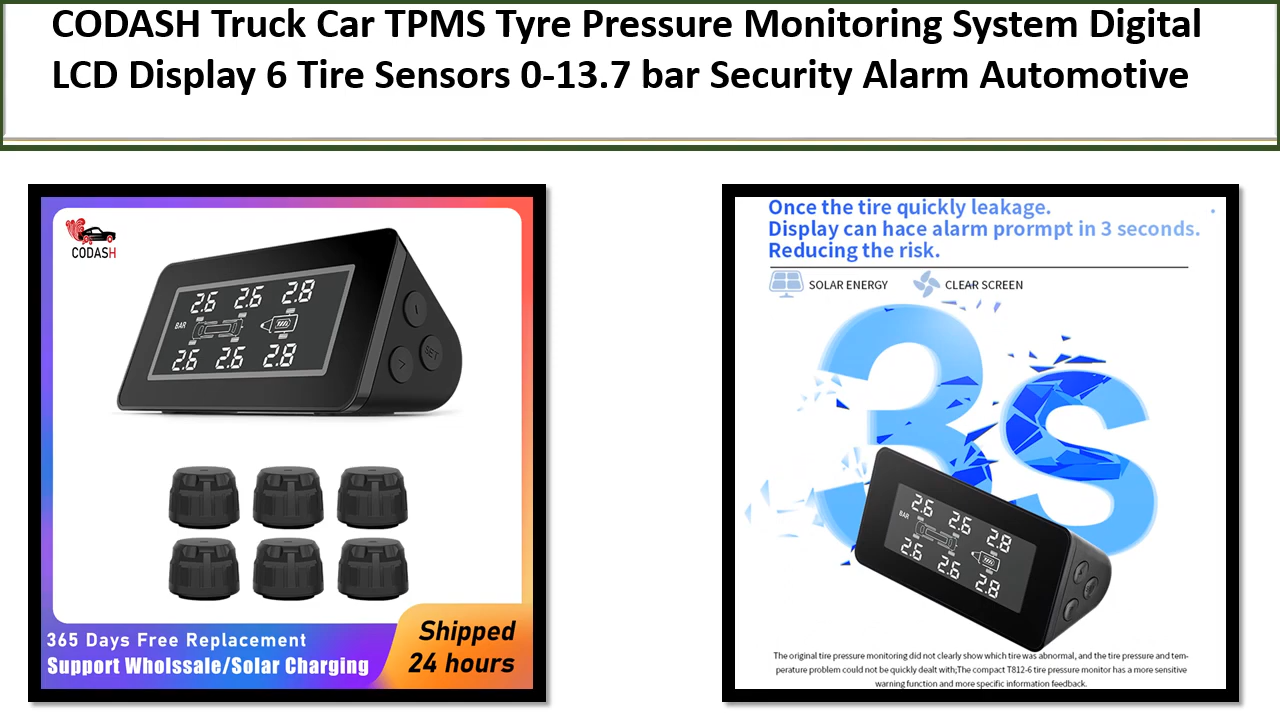 CODASH Truck Car TPMS Tyre Pressure Monitoring System Digital
LCD Display 6 Tire Sensors 0-13.7 bar Security Alarm Automotive
CODASH
2.6 2.6 2.8
BAR
2.6 2.6 2.8
SET
365 Days Free Replacement
Support Wholssale/Solar Charging
Shipped
24 hours
Once the tire quickly leakage.
Display can hace alarm prormpt in 3 seconds.
Reducing the risk.
SOLAR ENERGY
CLEAR SCREEN
3S
2.6 2.6 2.8
BAR
2.6 2.6 2.8
The original tire pressure monitoring did not clearly show which tire was abnormal, and the tire pressure and tem-
perature problem could not be quickly dealt with;The compact T812-6 tire pressure monitor has a more sensitive
warning function and more specific information feedback.